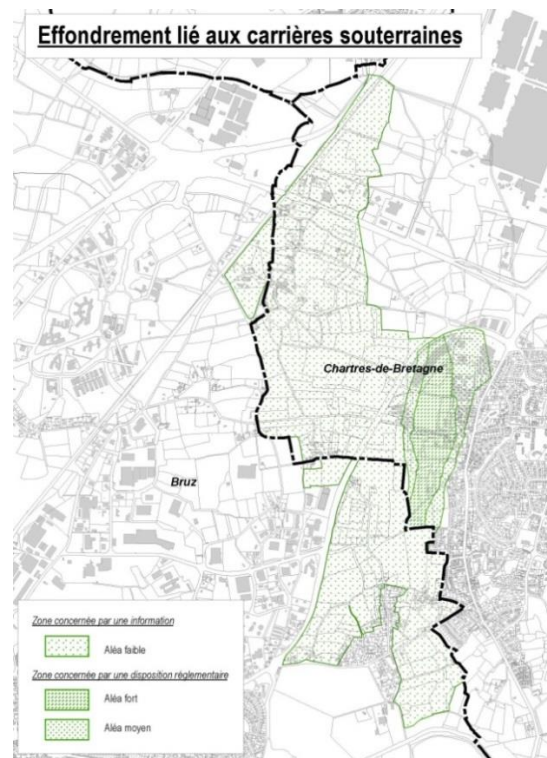 Effondrement lié aux carrières souterraines
Chartres-de-Bretagne
Bruz
Zone concernée par une information
Aléa faible
Zone concernée par une disposition réglementaire
Aléa fort
Aléa moyen